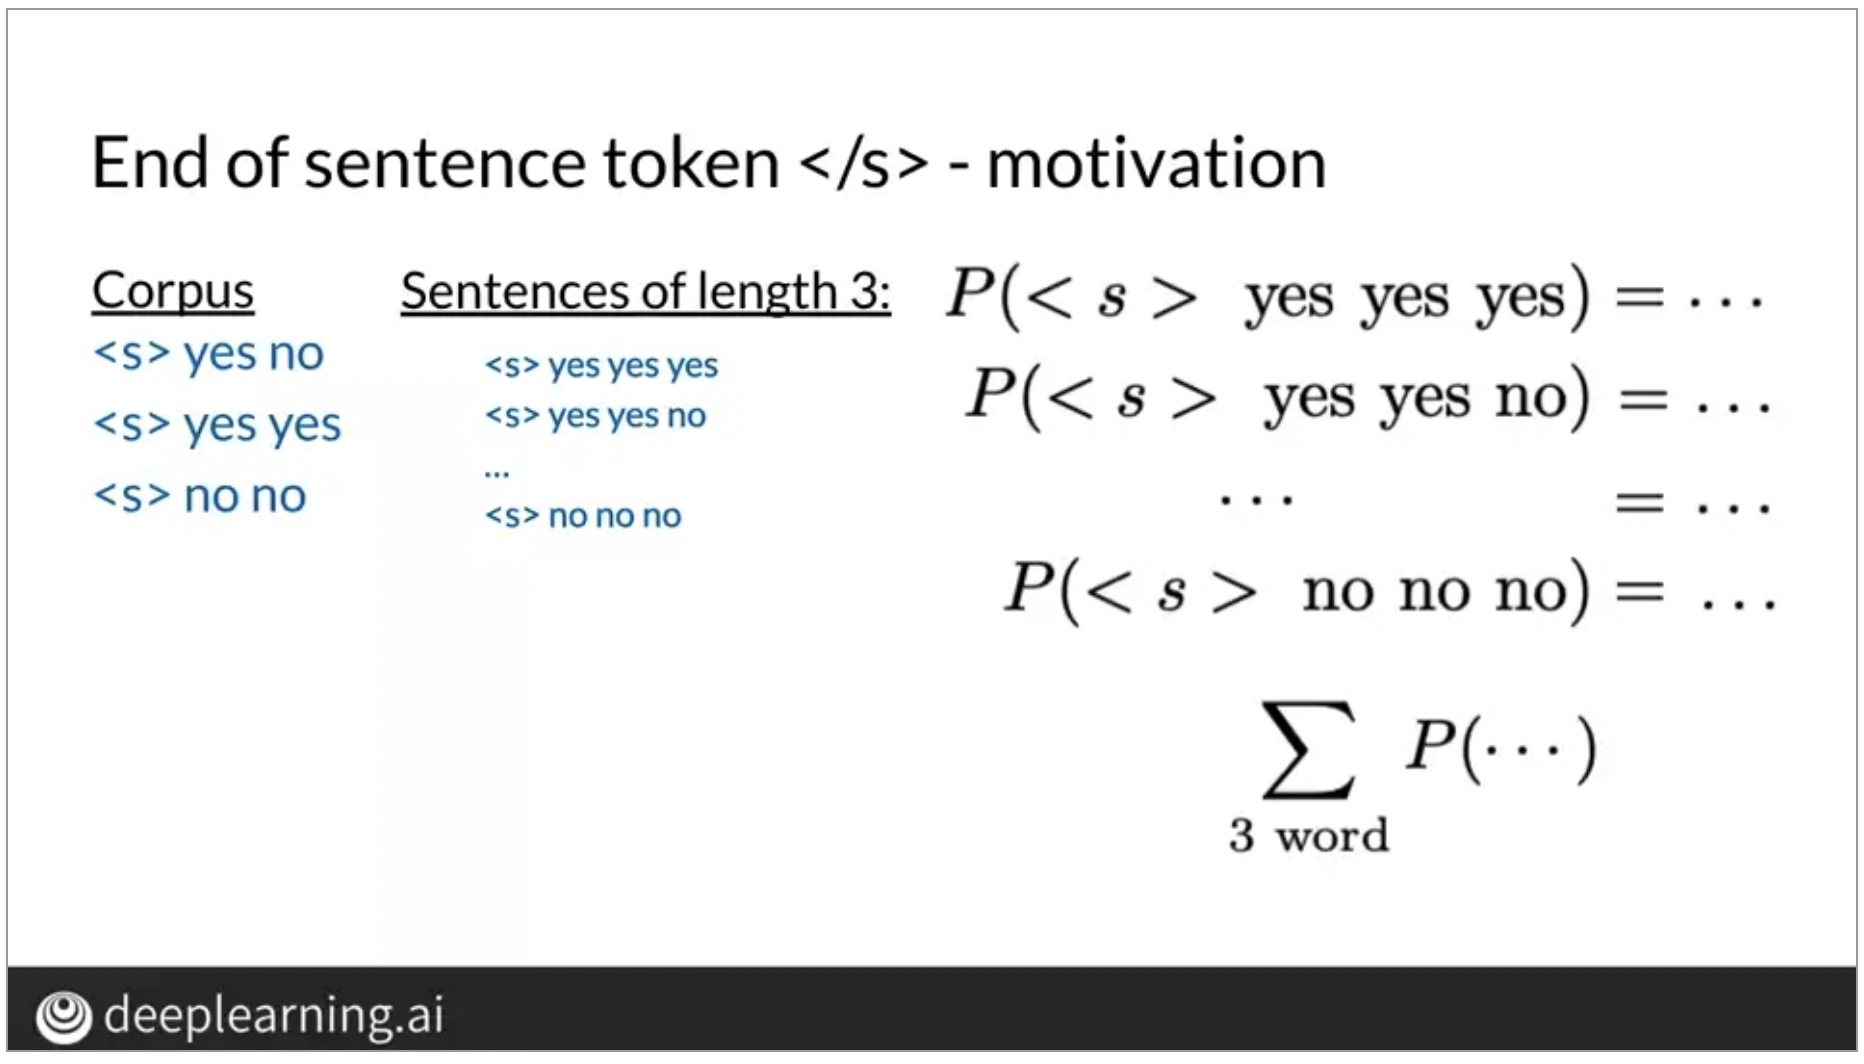 End of sentence token </s> - motivation
Corpus
<s> yes no
<s> yes yes
<s> no no
Sentences of length 3:
<s> yes yes yes
<s> yes yes no
...
<s> no no no
P(< s > yes yes yes) = ···
P(< s > yes yes no) = ...
··· = ...
P(< s > no no no) = ...
∑ P(···)
3 word
deeplearning.ai